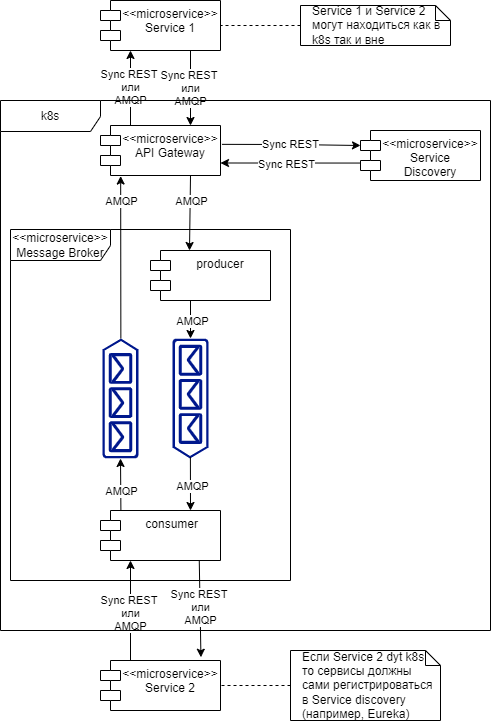 <<microservice>>
Service 1
Service 1 и Service 2
могут находиться как в
k8s так и вне
Sync REST
или
AMQP
Sync REST
или
AMQP
k8s
<<microservice>>
API Gateway
Sync REST
Sync REST
<<microservice>>
Service
Discovery
AMQP
AMQP
<<microservice>>
Message Broker
producer
AMQP
AMQP
AMQP
consumer
Sync REST
или
AMQP
Sync REST
или
AMQP
<<microservice>>
Service 2
Если Service 2 dyt k8s
то сервисы должны
сами регистрироваться
в Service discovery
(например, Eureka)